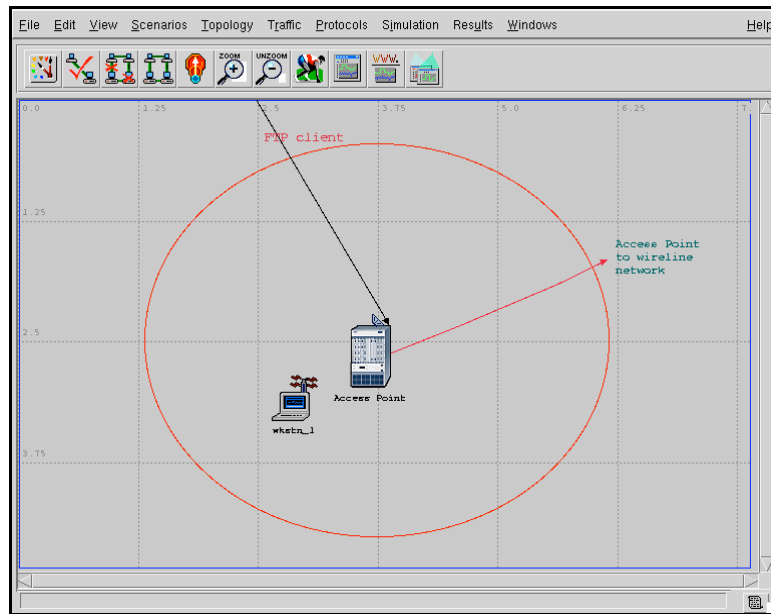 File Edit View Scenarios Topology Traffic Protocols Simulation Results Windows Help
ZOOM UNZOOM WWW.
0.0 1.25 2.5 3.75 5.0 6.25 7.
FTP client
1.25
Access Point
to wireline
network
2.5
Access Point
wkstn_1
3.75